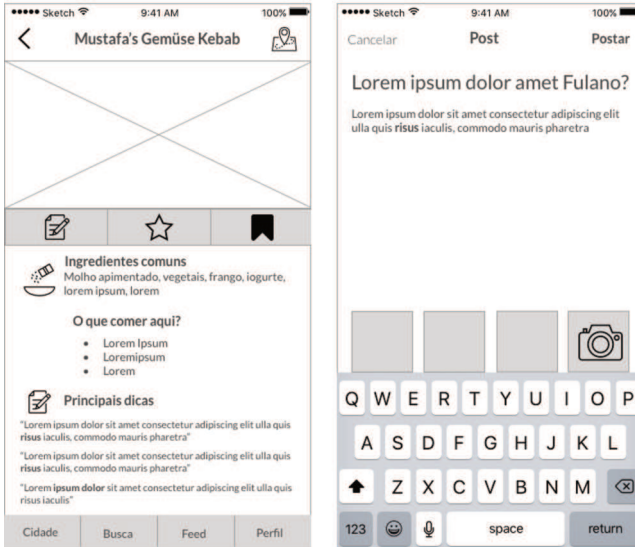 Sketch 9:41 AM 100%
Mustafa's Gemüse Kebab
Ingredientes comuns
Molho apimentado, vegetais, frango, iogurte,
lorem ipsum, lorem
O que comer aqui?
• Lorem Ipsum
• Loremipsum
• Lorem
Principais dicas
"Lorem ipsum dolor sit amet consectetur adipiscing elit ulla quis
risus iaculis, commodo mauris pharetra"
"Lorem ipsum dolor sit amet consectetur adipiscing elit ulla quis
risus iaculis, commodo mauris pharetra"
"Lorem ipsum dolor sit amet consectetur adipiscing elit ulla quis
risus iaculis"
Cidade Busca Feed Perfil
Sketch 9:41 AM 100%
Cancelar Post Postar
Lorem ipsum dolor amet Fulano?
Lorem ipsum dolor sit amet consectetur adipiscing elit
ulla quis risus iaculis, commodo mauris pharetra
Q W E R T Y U I O P
A S D F G H J K L
Z X C V B N M
123 space return